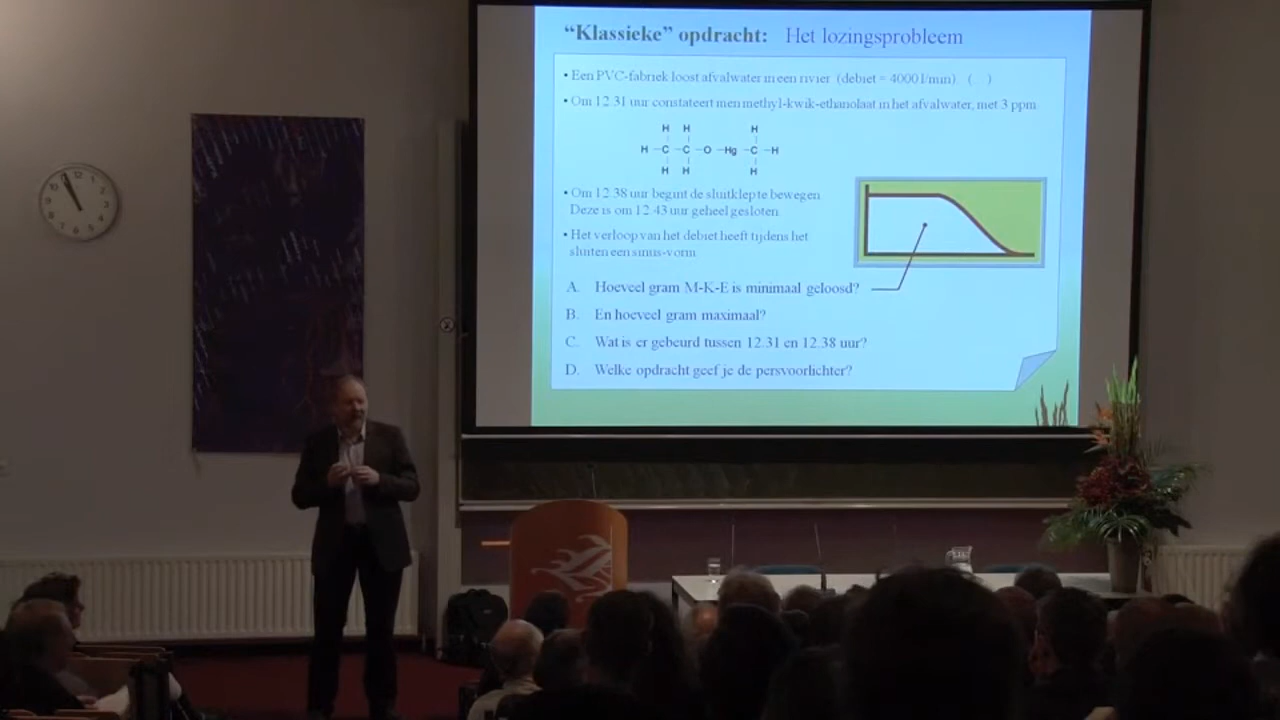 “Klassieke” opdracht: Het lozingsprobleem
• Een PVC-fabriek loost afvalwater in een rivier (debiet = 4000 l/min) (...)
• Om 12.31 uur constateert men methyl-kwik-ethanolaat in het afvalwater, met 3 ppm
H H H
H - C - C - O - Hg - C - H
H H H
• Om 12.38 uur begint de sluitklep te bewegen
Deze is om 12.43 uur geheel gesloten
• Het verloop van het debiet heeft tijdens het
sluiten een sinus-vorm
A. Hoeveel gram M-K-E is minimaal geloosd?
B. En hoeveel gram maximaal?
C. Wat is er gebeurd tussen 12.31 en 12.38 uur?
D. Welke opdracht geef je de persvoorlichter?